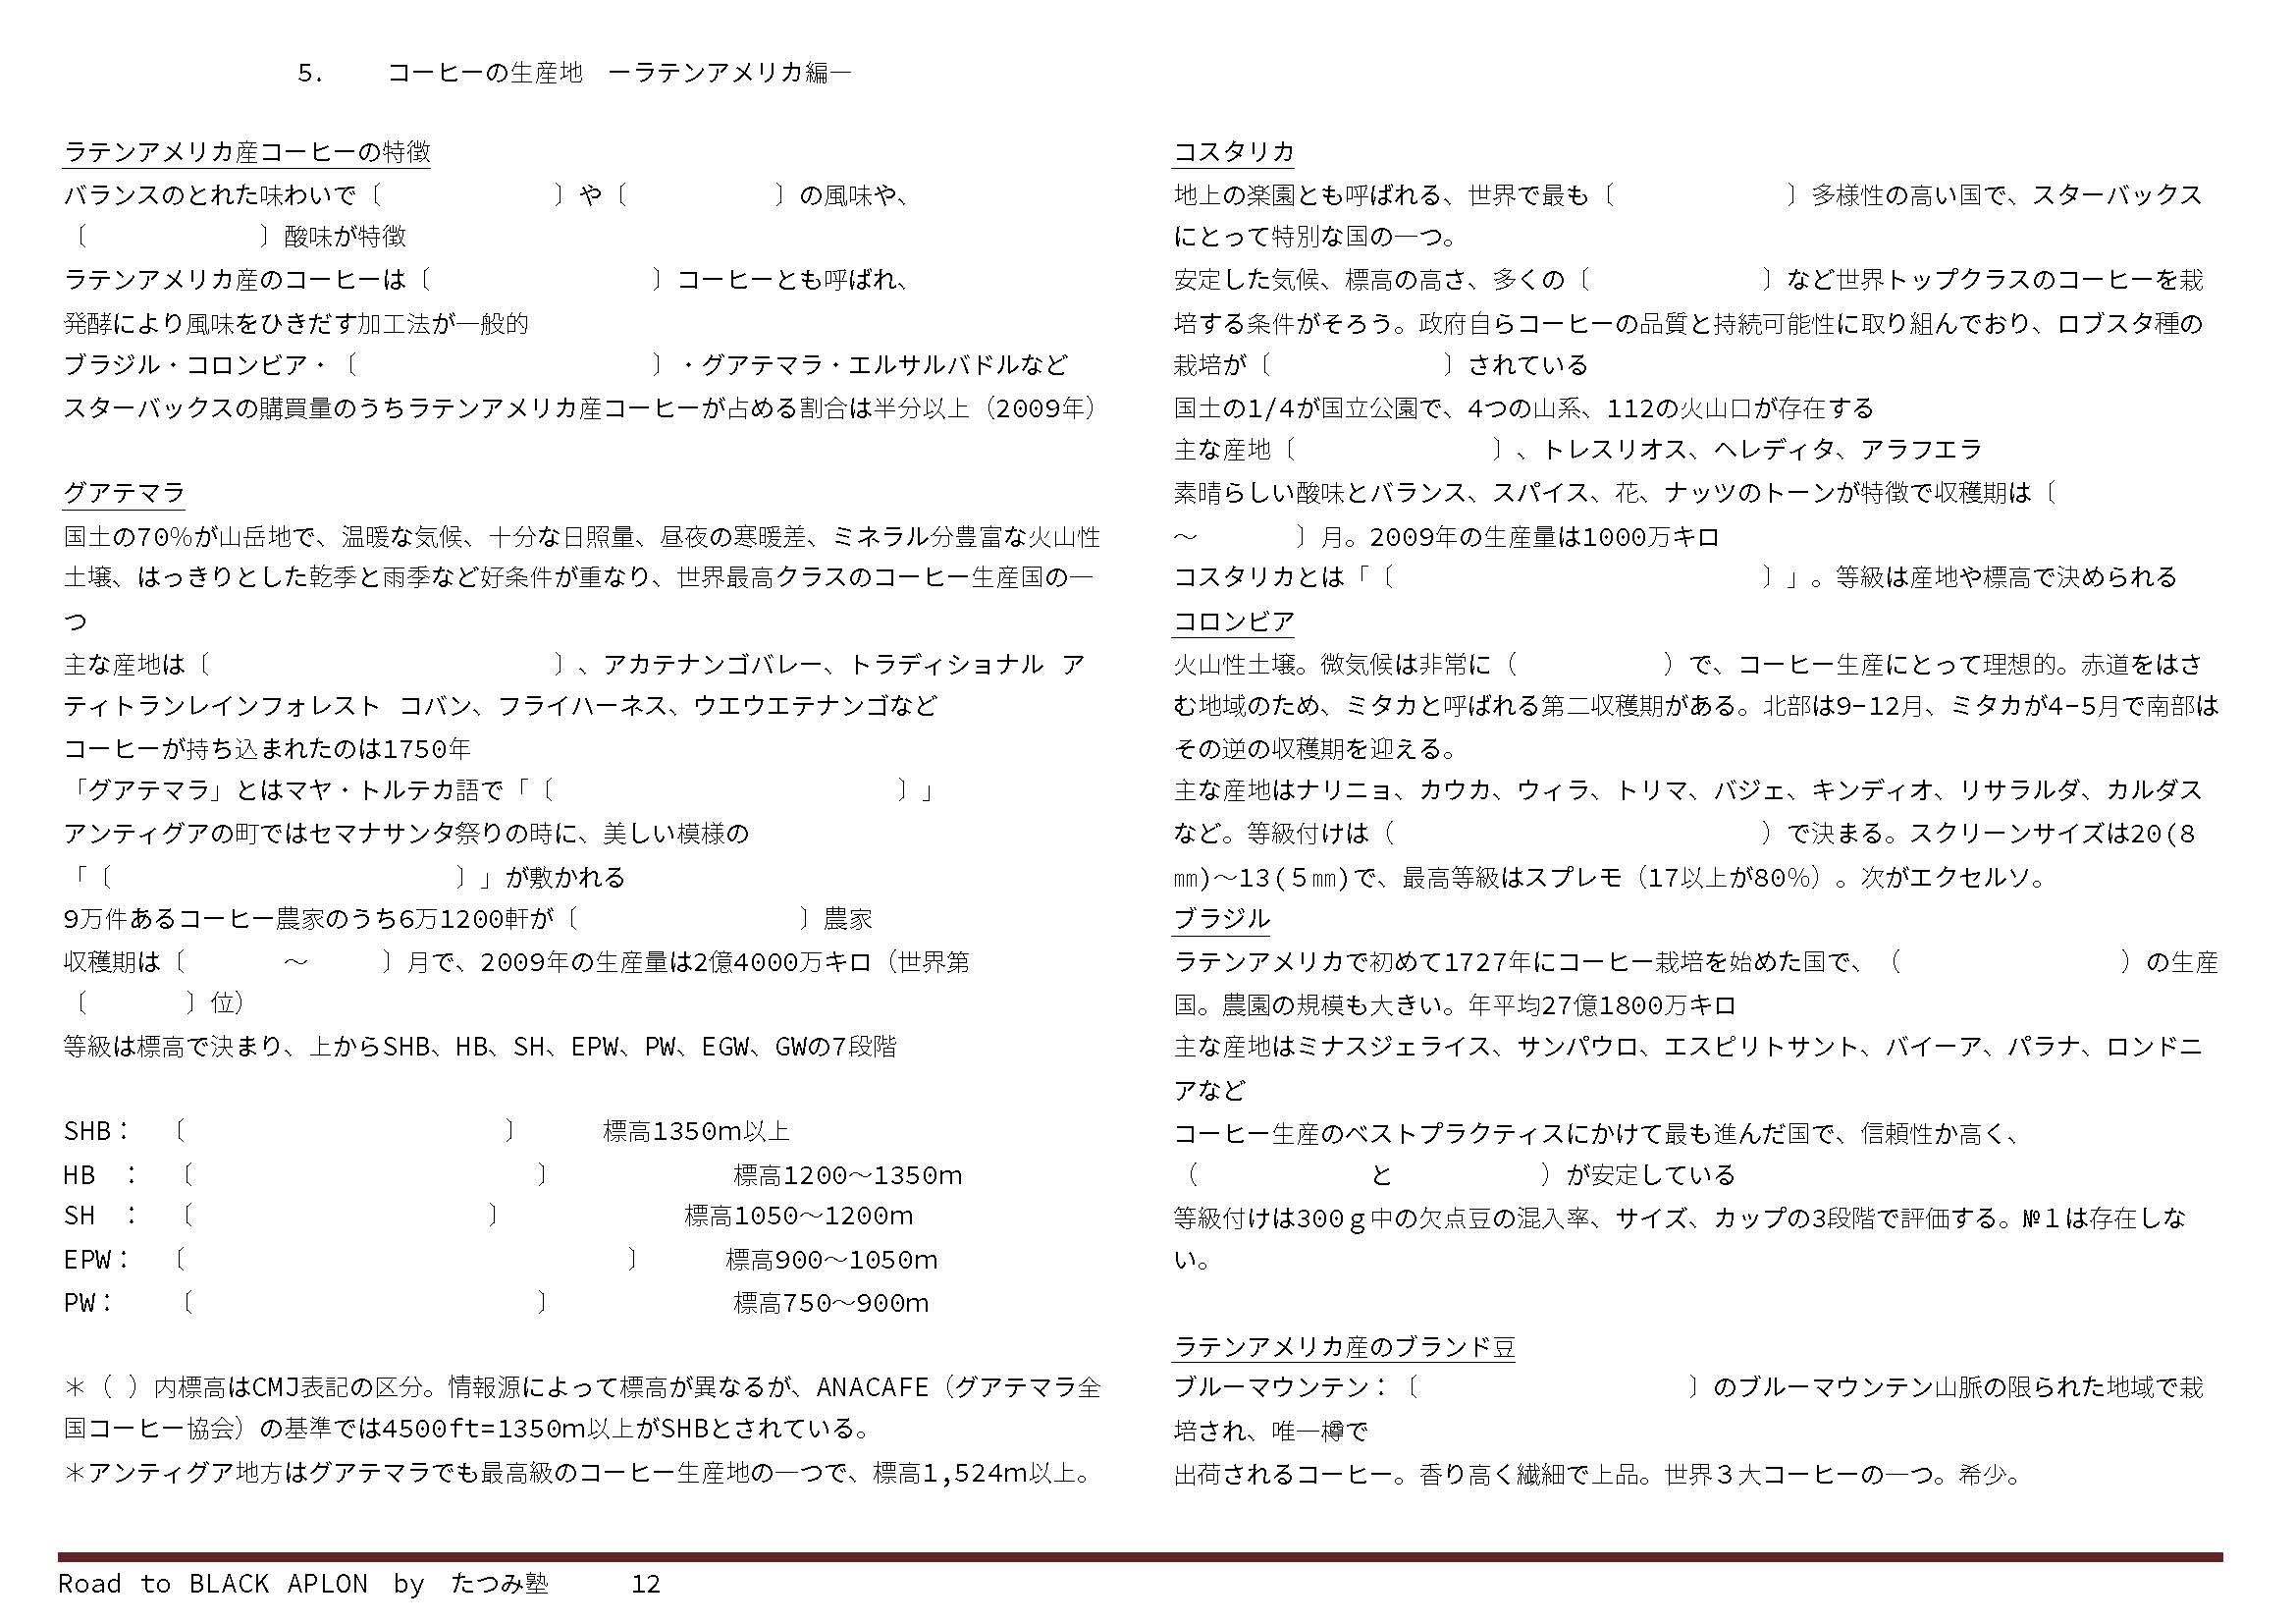 5.　　コーヒーの生産地　ーラテンアメリカ編―
ラテンアメリカ産コーヒーの特徴
バランスのとれた味わいで〔　　　　　　　〕や〔　　　　　　〕の風味や、
〔　　　　　　　〕酸味が特徴
ラテンアメリカ産のコーヒーは〔　　　　　　　　　〕コーヒーとも呼ばれ、
発酵により風味をひきだす加工法が一般的
ブラジル・コロンビア・〔　　　　　　　　　　　　〕・グアテマラ・エルサルバドルなど
スターバックスの購買量のうちラテンアメリカ産コーヒーが占める割合は半分以上（2009年）
グアテマラ
国土の70％が山岳地で、温暖な気候、十分な日照量、昼夜の寒暖差、ミネラル分豊富な火山性
土壌、はっきりとした乾季と雨季など好条件が重なり、世界最高クラスのコーヒー生産国の一
つ
主な産地は〔　　　　　　　　　　　　　　〕、アカテナンゴバレー、トラディショナル ア
ティトランレインフォレスト コバン、フライハーネス、ウエウエテナンゴなど
コーヒーが持ち込まれたのは1750年
「グアテマラ」とはマヤ・トルテカ語で「〔　　　　　　　　　　　　　　〕」
アンティグアの町ではセマナサンタ祭りの時に、美しい模様の
「〔　　　　　　　　　　　　　　〕」が敷かれる
9万件あるコーヒー農家のうち6万1200軒が〔　　　　　　　　　〕農家
収穫期は〔　　　　～　　　〕月で、2009年の生産量は2億4000万キロ（世界第
〔　　　　〕位）
等級は標高で決まり、上からSHB、HB、SH、EPW、PW、EGW、GWの7段階
SHB：　〔　　　　　　　　　　　　　〕　　　標高1350m以上
HB ：　〔　　　　　　　　　　　　　　〕　　　　　　　標高1200～1350m
SH ：　〔　　　　　　　　　　　　〕　　　　　　　標高1050～1200m
EPW：　〔　　　　　　　　　　　　　　　　　　〕　　　標高900～1050m
PW：　　〔　　　　　　　　　　　　　　〕　　　　　　　標高750～900m
＊（ ）内標高はCMJ表記の区分。情報源によって標高が異なるが、ANACAFE（グアテマラ全
国コーヒー協会）の基準では4500ft=1350m以上がSHBとされている。
＊アンティグア地方はグアテマラでも最高級のコーヒー生産地の一つで、標高1,524m以上。
コスタリカ
地上の楽園とも呼ばれる、世界で最も〔　　　　　　　〕多様性の高い国で、スターバックス
にとって特別な国の一つ。
安定した気候、標高の高さ、多くの〔　　　　　　　〕など世界トップクラスのコーヒーを栽
培する条件がそろう。政府自らコーヒーの品質と持続可能性に取り組んでおり、ロブスタ種の
栽培が〔　　　　　　　〕されている
国土の1/4が国立公園で、4つの山系、112の火山口が存在する
主な産地〔　　　　　　　　〕、トレスリオス、ヘレディタ、アラフエラ
素晴らしい酸味とバランス、スパイス、花、ナッツのトーンが特徴で収穫期は〔
～　　　　〕月。2009年の生産量は1000万キロ
コスタリカとは「〔　　　　　　　　　　　　　　　〕」。等級は産地や標高で決められる
コロンビア
火山性土壌。微気候は非常に（　　　　　　）で、コーヒー生産にとって理想的。赤道をはさ
む地域のため、ミタカと呼ばれる第二収穫期がある。北部は9-12月、ミタカが4-5月で南部は
その逆の収穫期を迎える。
主な産地はナリニョ、カウカ、ウィラ、トリマ、バジェ、キンディオ、リサラルダ、カルダス
など。等級付けは（　　　　　　　　　　　　　　　）で決まる。スクリーンサイズは20(8
㎜)～13(５㎜)で、最高等級はスプレモ（17以上が80％）。次がエクセルソ。
ブラジル
ラテンアメリカで初めて1727年にコーヒー栽培を始めた国で、（　　　　　　　　　）の生産
国。農園の規模も大きい。年平均27億1800万キロ
主な産地はミナスジェライス、サンパウロ、エスピリトサント、バイーア、パラナ、ロンドニ
アなど
コーヒー生産のベストプラクティスにかけて最も進んだ国で、信頼性か高く、
（　　　　　　　と　　　　　　）が安定している
等級付けは300ｇ中の欠点豆の混入率、サイズ、カップの3段階で評価する。№１は存在しな
い。
ラテンアメリカ産のブランド豆
ブルーマウンテン：〔　　　　　　　　　　　〕のブルーマウンテン山脈の限られた地域で栽
培され、唯一樽で
出荷されるコーヒー。香り高く繊細で上品。世界３大コーヒーの一つ。希少。
Road to BLACK APLON　by　たつみ塾　　　12